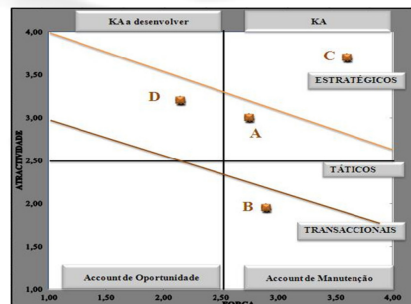 KA a desenvolver
KA
4,00
3,50
3,00
2,50
2,00
1,50
1,00
ATRACTIVIDADE
C
ESTRATÉGICOS
D
A
TÁTICOS
B
TRANSACCIONAIS
Account de Oportunidade
Account de Manutenção
1,00
1,50
2,00
2,50
3,00
3,50
4,00
FORÇA